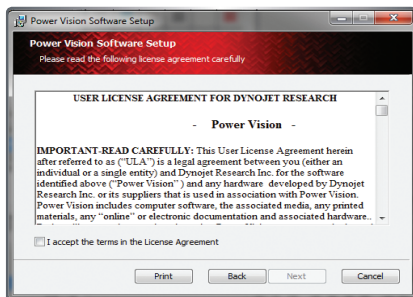 Power Vision Software Setup
Power Vision Software Setup
Please read the following license agreement carefully
USER LICENSE AGREEMENT FOR DYNOJET RESEARCH
- Power Vision -
IMPORTANT-READ CAREFULLY: This User License Agreement herein
after referred to as ("ULA") is a legal agreement between you (either an
individual or a single entity) and Dynojet Research Inc. for the software
identified above ("Power Vision" ) and any hardware developed by Dynojet
Research Inc. or its suppliers that is used in association with Power Vision.
Power Vision includes computer software, the associated media, any printed
materials, any "online" or electronic documentation and associated hardware..
I accept the terms in the License Agreement
Print Back Next Cancel